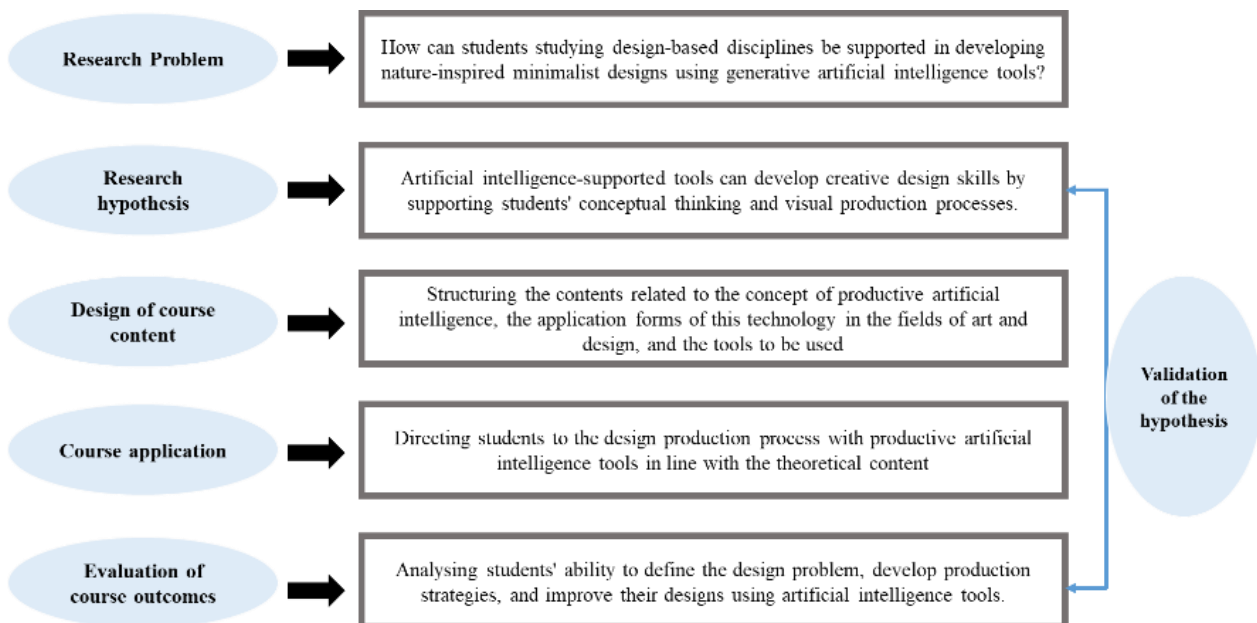 Research Problem
How can students studying design-based disciplines be supported in developing
nature-inspired minimalist designs using generative artificial intelligence tools?
Research
hypothesis
Artificial intelligence-supported tools can develop creative design skills by
supporting students' conceptual thinking and visual production processes.
Design of course
content
Structuring the contents related to the concept of productive artificial
intelligence, the application forms of this technology in the fields of art and
design, and the tools to be used
Course application
Directing students to the design production process with productive artificial
intelligence tools in line with the theoretical content
Evaluation of
course outcomes
Analysing students' ability to define the design problem, develop production
strategies, and improve their designs using artificial intelligence tools.
Validation
of the
hypothesis